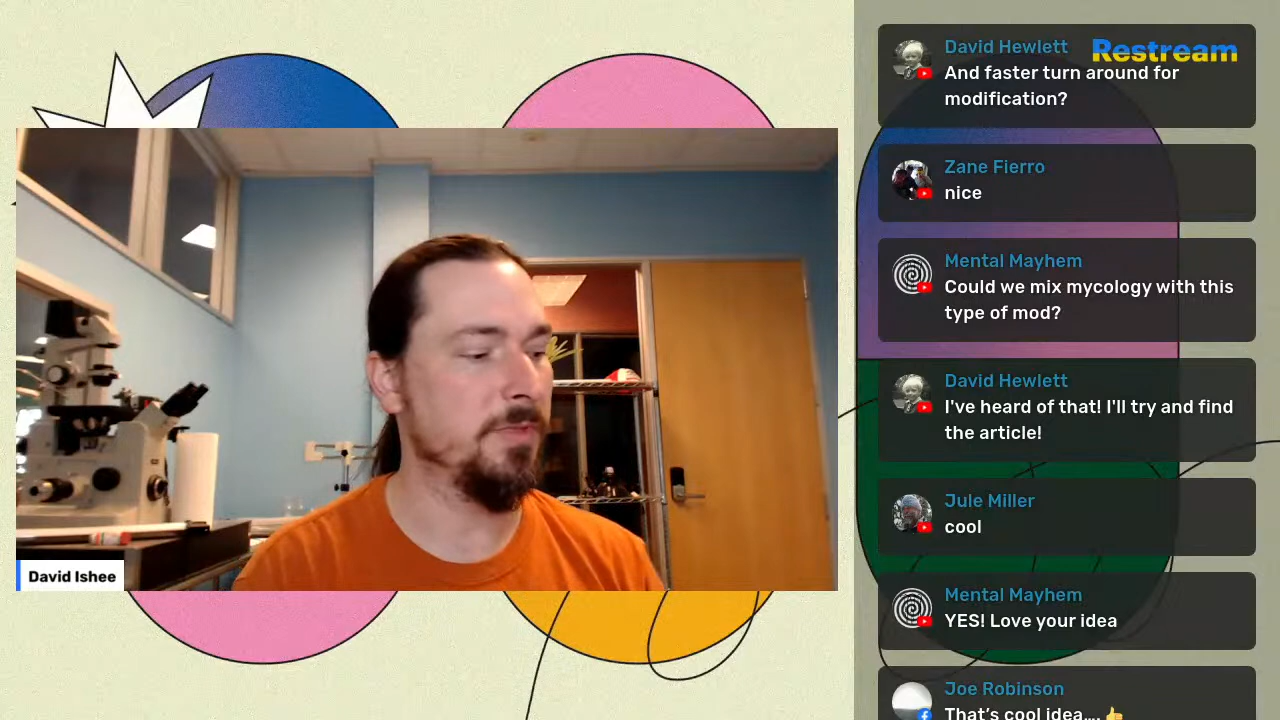 David Hewlett
Restream
And faster turn around for
modification?
Zane Fierro
nice
Mental Mayhem
Could we mix mycology with this
type of mod?
David Hewlett
I've heard of that! I'll try and find
the article!
Jule Miller
cool
Mental Mayhem
YES! Love your idea
Joe Robinson
That's cool idea.... 👍
David Ishee